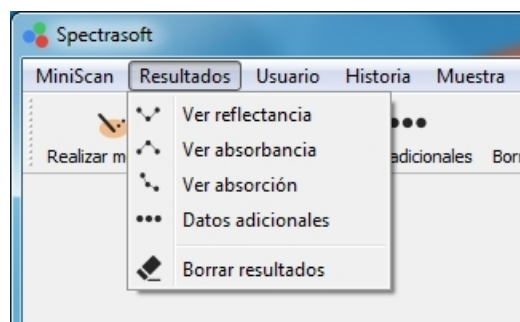 Spectrasoft
MiniScan Resultados Usuario Historia Muestra
Ver reflectancia
Realizar m adicionales Bor
Ver absorbancia
Ver absorción
Datos adicionales
Borrar resultados